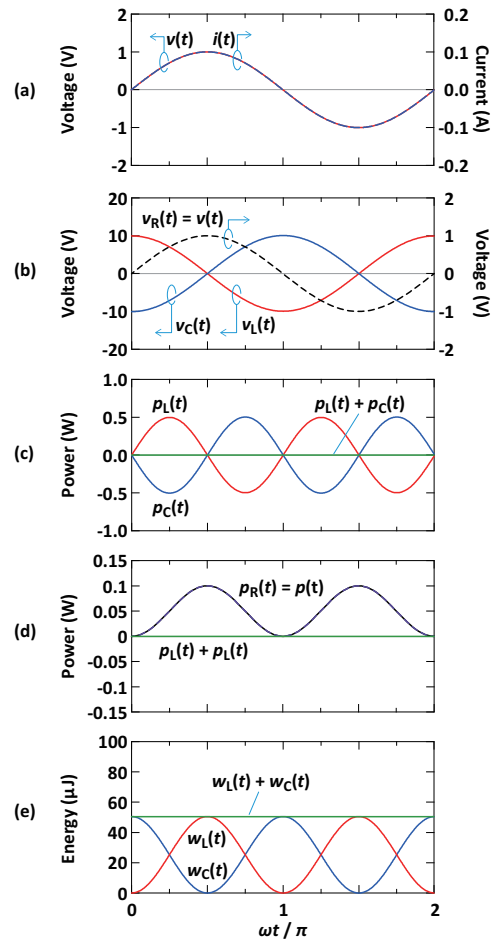 (a)
Voltage (V)
2
1
0
-1
-2
v(t)
i(t)
0.2
0.1
0
-0.1
-0.2
Current (A)
(b)
Voltage (V)
20
10
0
-10
20
vR(t) = v(t)
vC(t)
vL(t)
2
1
0
-1
-2
Voltage (V)
(c)
Power (W)
1.0
0.5
0.0
-0.5
-1.0
pL(t)
pL(t) + pC(t)
pC(t)
(d)
Power (W)
0.15
0.1
0.05
0
-0.05
-0.1
-0.15
pR(t) = p(t)
pL(t) + pL(t)
(e)
Energy (μJ)
100
80
60
40
20
0
wL(t) + wC(t)
wL(t)
wC(t)
0
1
2
ωt / π